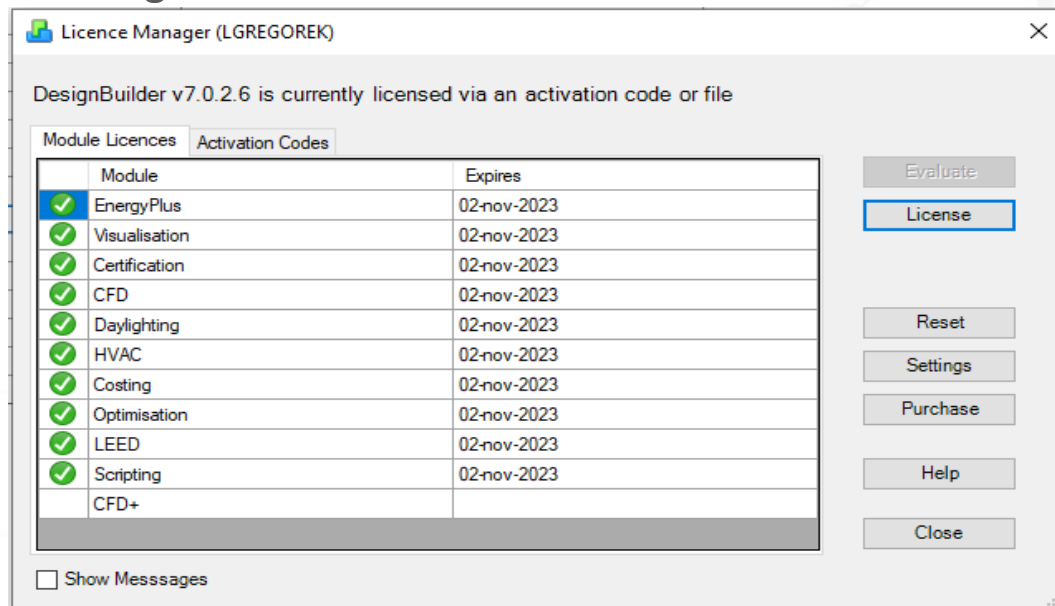 Licence Manager (LGREGOREK)
DesignBuilder v7.0.2.6 is currently licensed via an activation code or file
Module Licences Activation Codes
Module Expires
EnergyPlus 02-nov-2023
Visualisation 02-nov-2023
Certification 02-nov-2023
CFD 02-nov-2023
Daylighting 02-nov-2023
HVAC 02-nov-2023
Costing 02-nov-2023
Optimisation 02-nov-2023
LEED 02-nov-2023
Scripting 02-nov-2023
CFD+
Evaluate
License
Reset
Settings
Purchase
Help
Close
Show Messsages